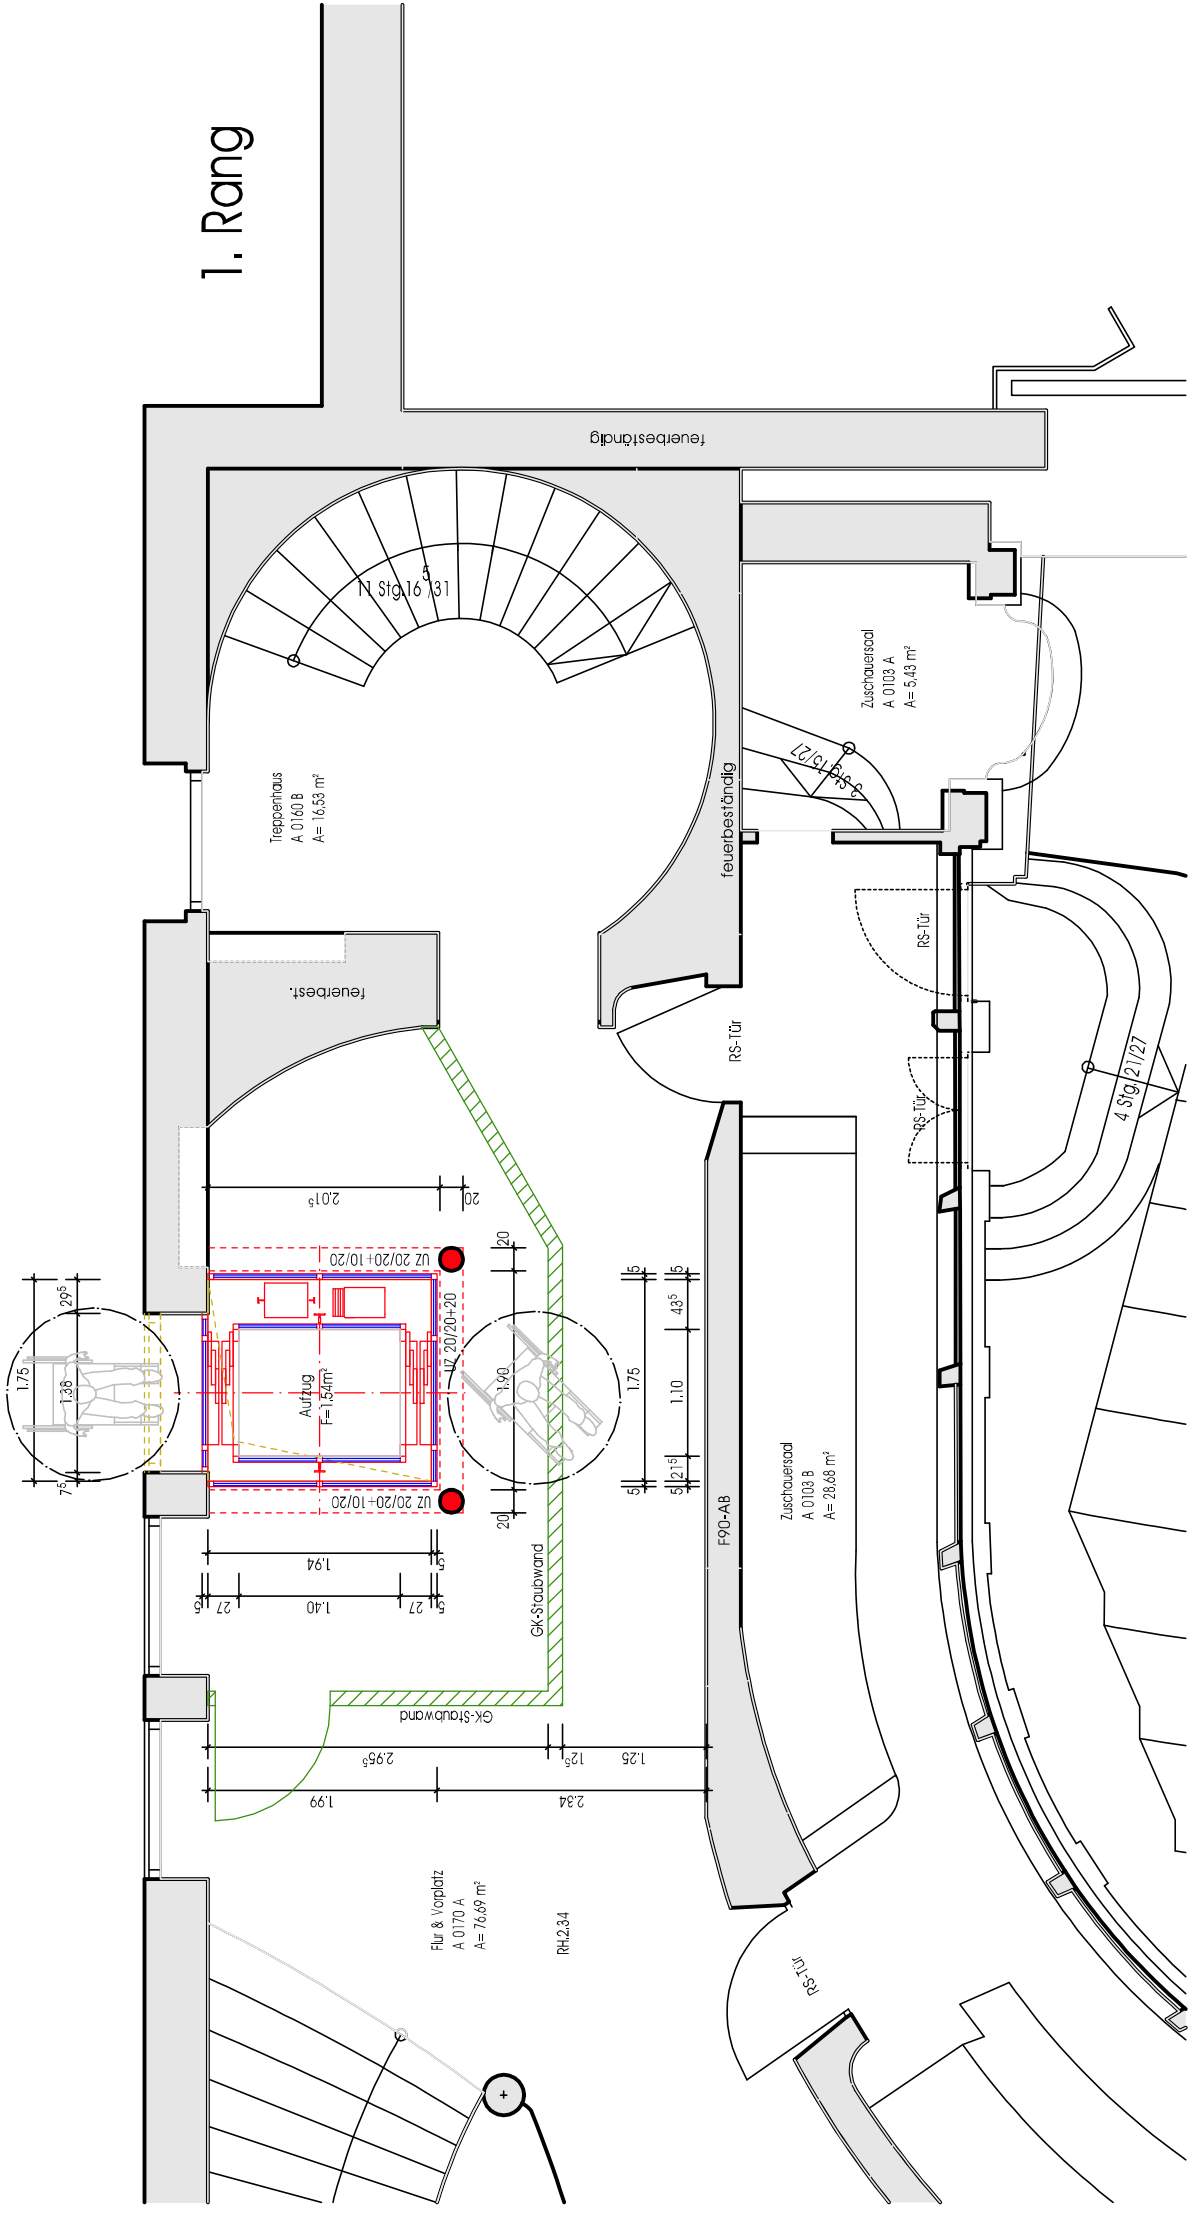 1. Rang
feuerbeständig
5
11 Stg.16 /31
Treppenhaus
A 0160 B
A= 16,53 m²
Zuschauersaal
A 0103 A
A= 5,43 m²
3 Stg.15/27
feuerbeständig
feuerbest.
RS-Tür
RS-Tür
RS-Tür
4 Stg. 21/27
2,01⁵
20
20
UZ 20/20+10/20
UZ 20/20+20
1.75
29⁵
1.38
7⁵
Aufzug
F=1,54m²
1.90
20
UZ 20/20+10/20
5
1.75
5
5
43⁵
1.10
21⁵
5
1.94
5
5
27
1.40
27
5
GK-Staubwand
GK-Staubwand
F90-AB
Zuschauersaal
A 0103 B
A= 28,68 m²
2.95⁵
12⁵
1.25
1.99
2.34
Flur & Vorplatz
A 0170 A
A= 76,69 m²
RH.2.34
RS-Tür